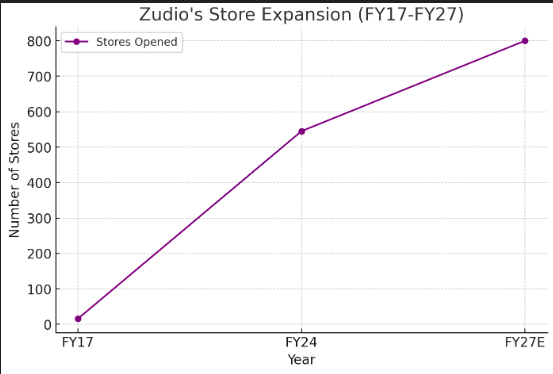 Zudio's Store Expansion (FY17-FY27)
Stores Opened
Number of Stores
800
700
600
500
400
300
200
100
0
FY17 FY24 FY27E
Year